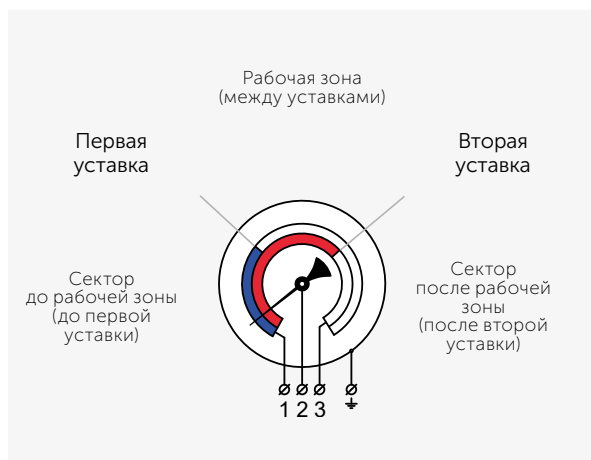 Рабочая зона
(между уставками)
Первая
уставка
Вторая
уставка
Сектор
до рабочей зоны
(до первой
уставки)
Сектор
после рабочей
зоны
(после второй
уставки)
1 2 3